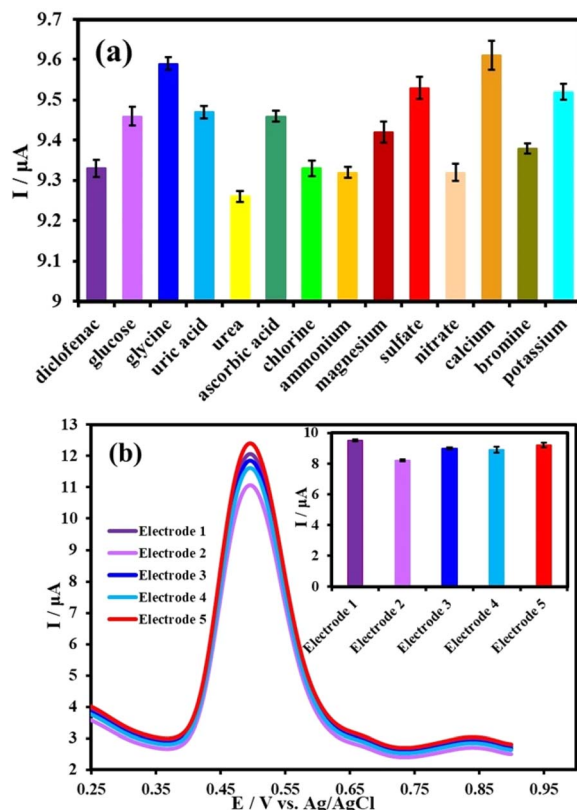 (a)
I / µA
9.7
9.6
9.5
9.4
9.3
9.2
9.1
9
diclofenac
glucose
glycine
uric acid
urea
ascorbic acid
chlorine
ammonium
magnesium
sulfate
nitrate
calcium
bromine
potassium
(b)
I / µA
13
12
11
10
9
8
7
6
5
4
3
2
Electrode 1
Electrode 2
Electrode 3
Electrode 4
Electrode 5
I / µA
10
8
6
4
2
0
Electrode 1
Electrode 2
Electrode 3
Electrode 4
Electrode 5
0.25
0.35
0.45
0.55
0.65
0.75
0.85
0.95
E / V vs. Ag/AgCl